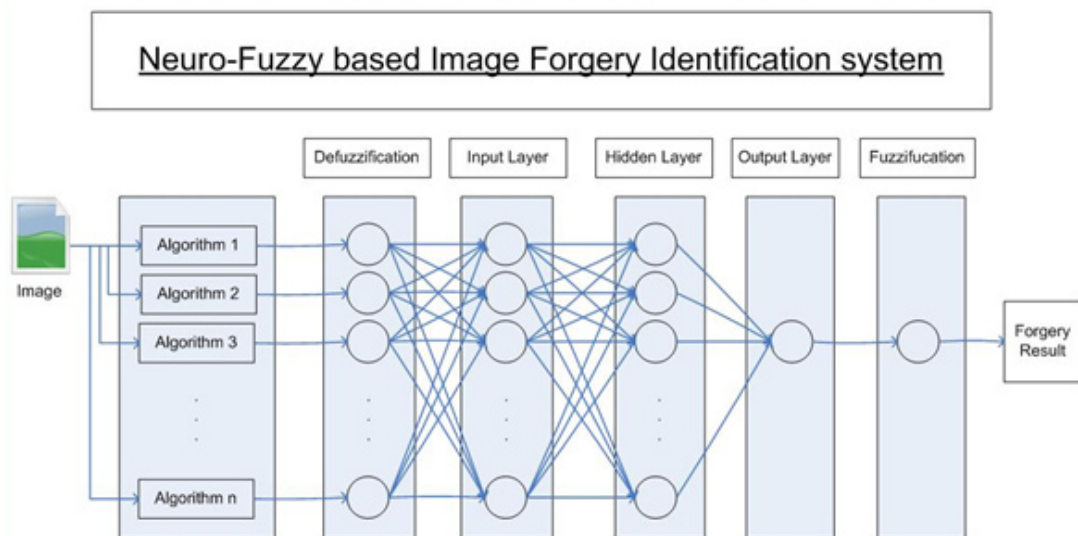 Neuro-Fuzzy based Image Forgery Identification system
Defuzzification
Input Layer
Hidden Layer
Output Layer
Fuzzifucation
Image
Algorithm 1
Algorithm 2
Algorithm 3
Algorithm n
Forgery
Result